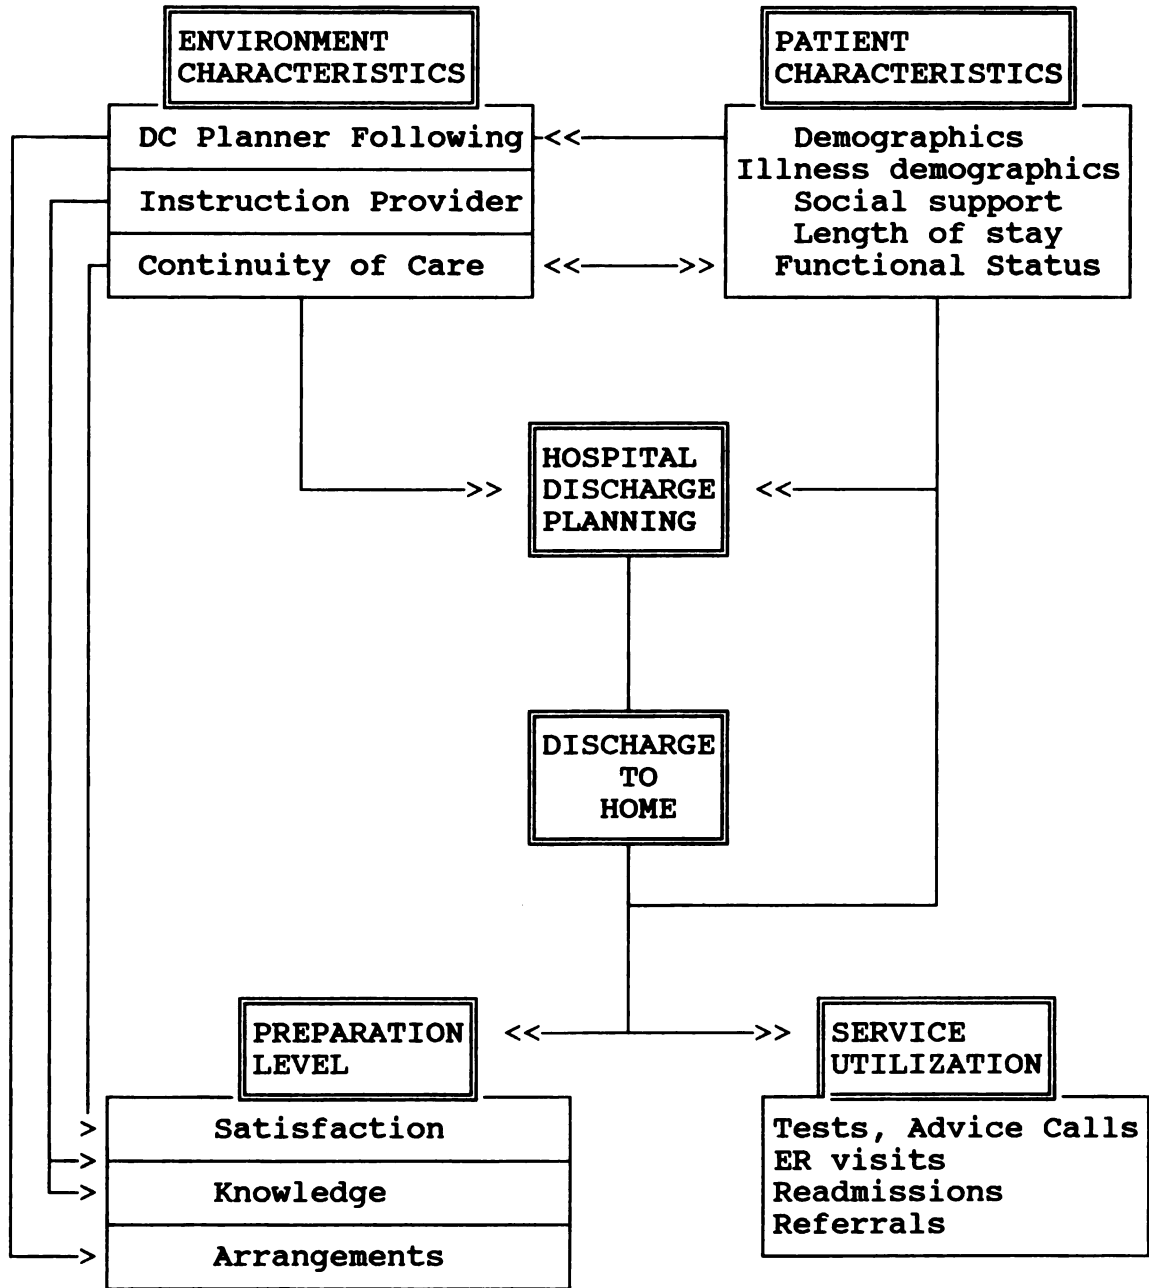 ENVIRONMENT
CHARACTERISTICS
DC Planner Following
Instruction Provider
Continuity of Care
PATIENT
CHARACTERISTICS
Demographics
Illness demographics
Social support
Length of stay
Functional Status
HOSPITAL
DISCHARGE
PLANNING
DISCHARGE
TO
HOME
PREPARATION
LEVEL
Satisfaction
Knowledge
Arrangements
SERVICE
UTILIZATION
Tests, Advice Calls
ER visits
Readmissions
Referrals